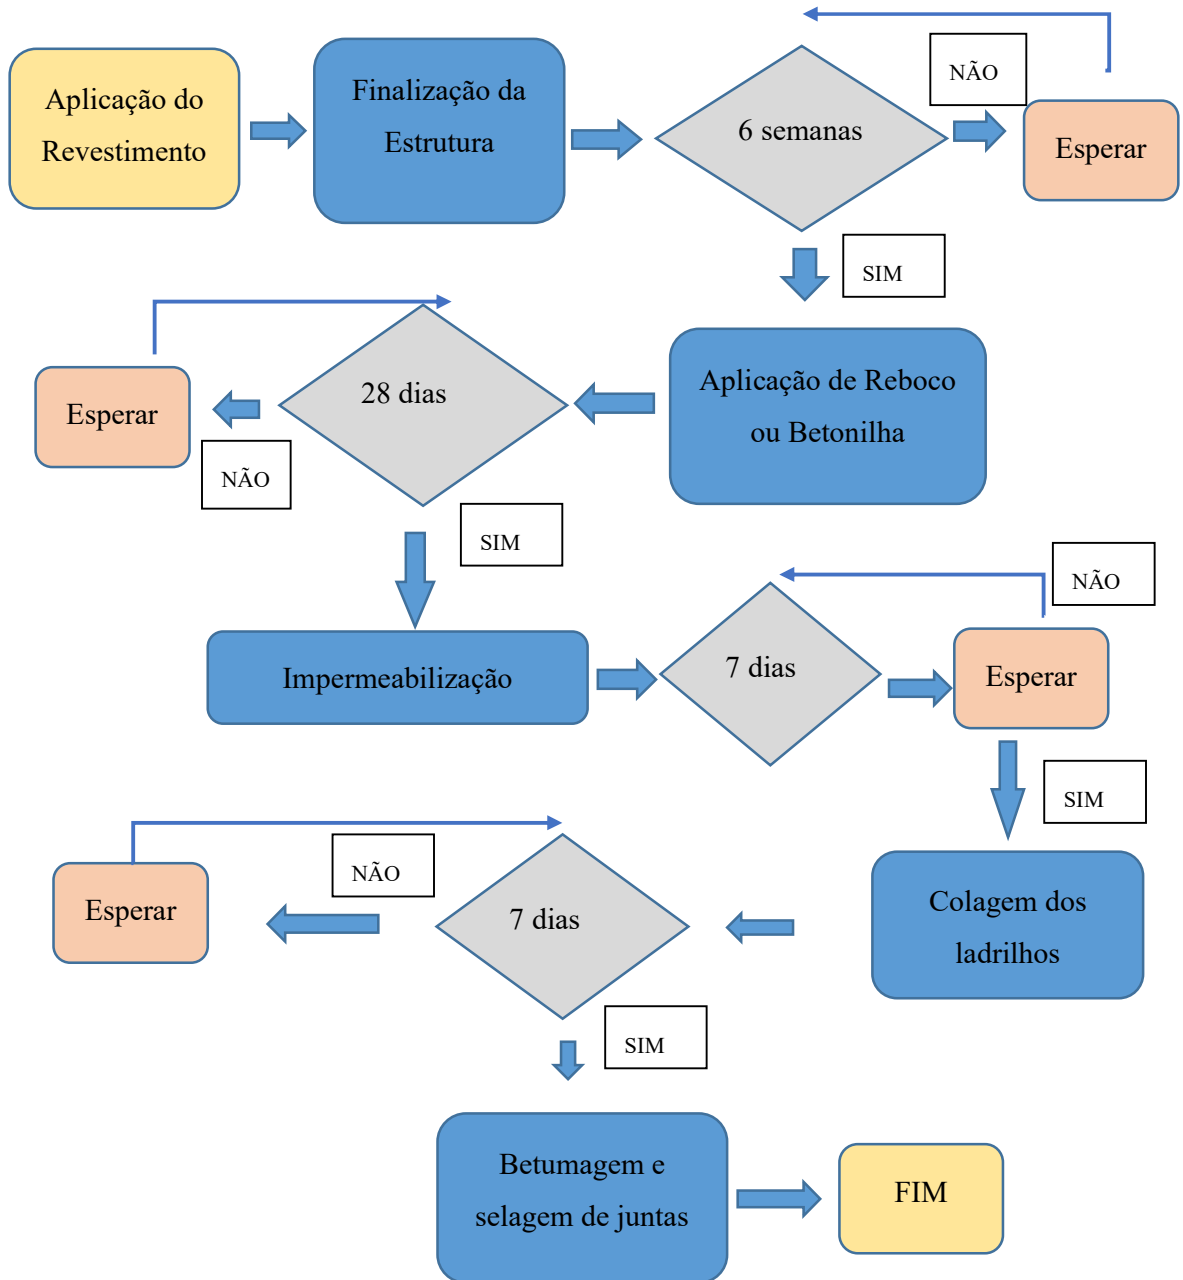 Aplicação do
Revestimento
Finalização da
Estrutura
6 semanas
NÃO
Esperar
SIM
Aplicação de Reboco
ou Betonilha
28 dias
Esperar
NÃO
SIM
Impermeabilização
7 dias
NÃO
Esperar
SIM
Colagem dos
ladrilhos
7 dias
NÃO
Esperar
SIM
Betumagem e
selagem de juntas
FIM